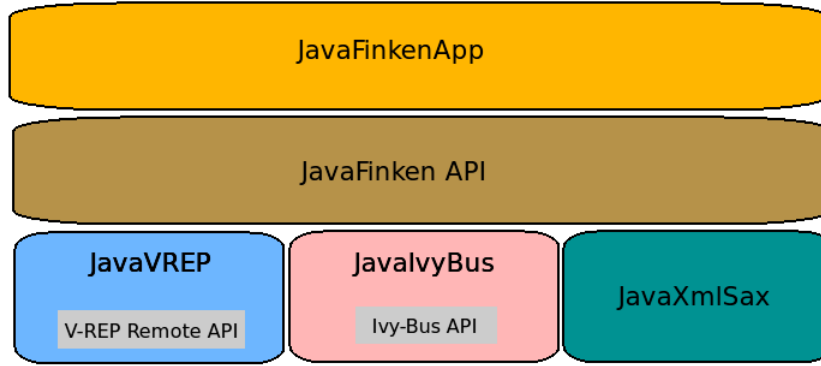 JavaFinkenApp
JavaFinken API
JavaVREP
V-REP Remote API
JavaIvyBus
Ivy-Bus API
JavaXmlSax